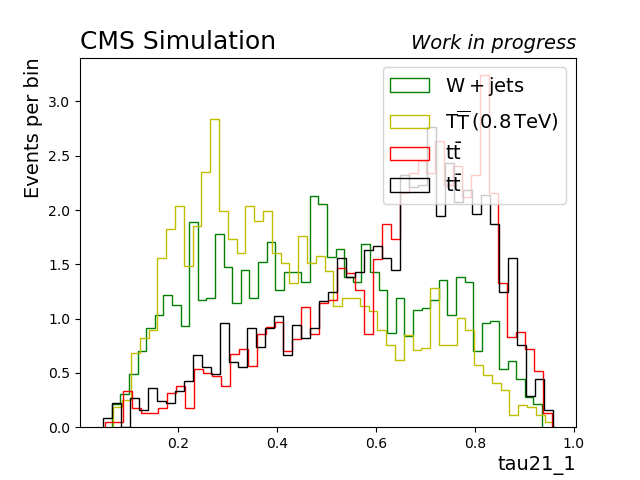 CMS Simulation
Work in progress
Events per bin
3.0
2.5
2.0
1.5
1.0
0.5
0.0
W + jets
TT̅ (0.8 TeV)
tt̄
tt̄
0.2
0.4
0.6
0.8
1.0
tau21_1